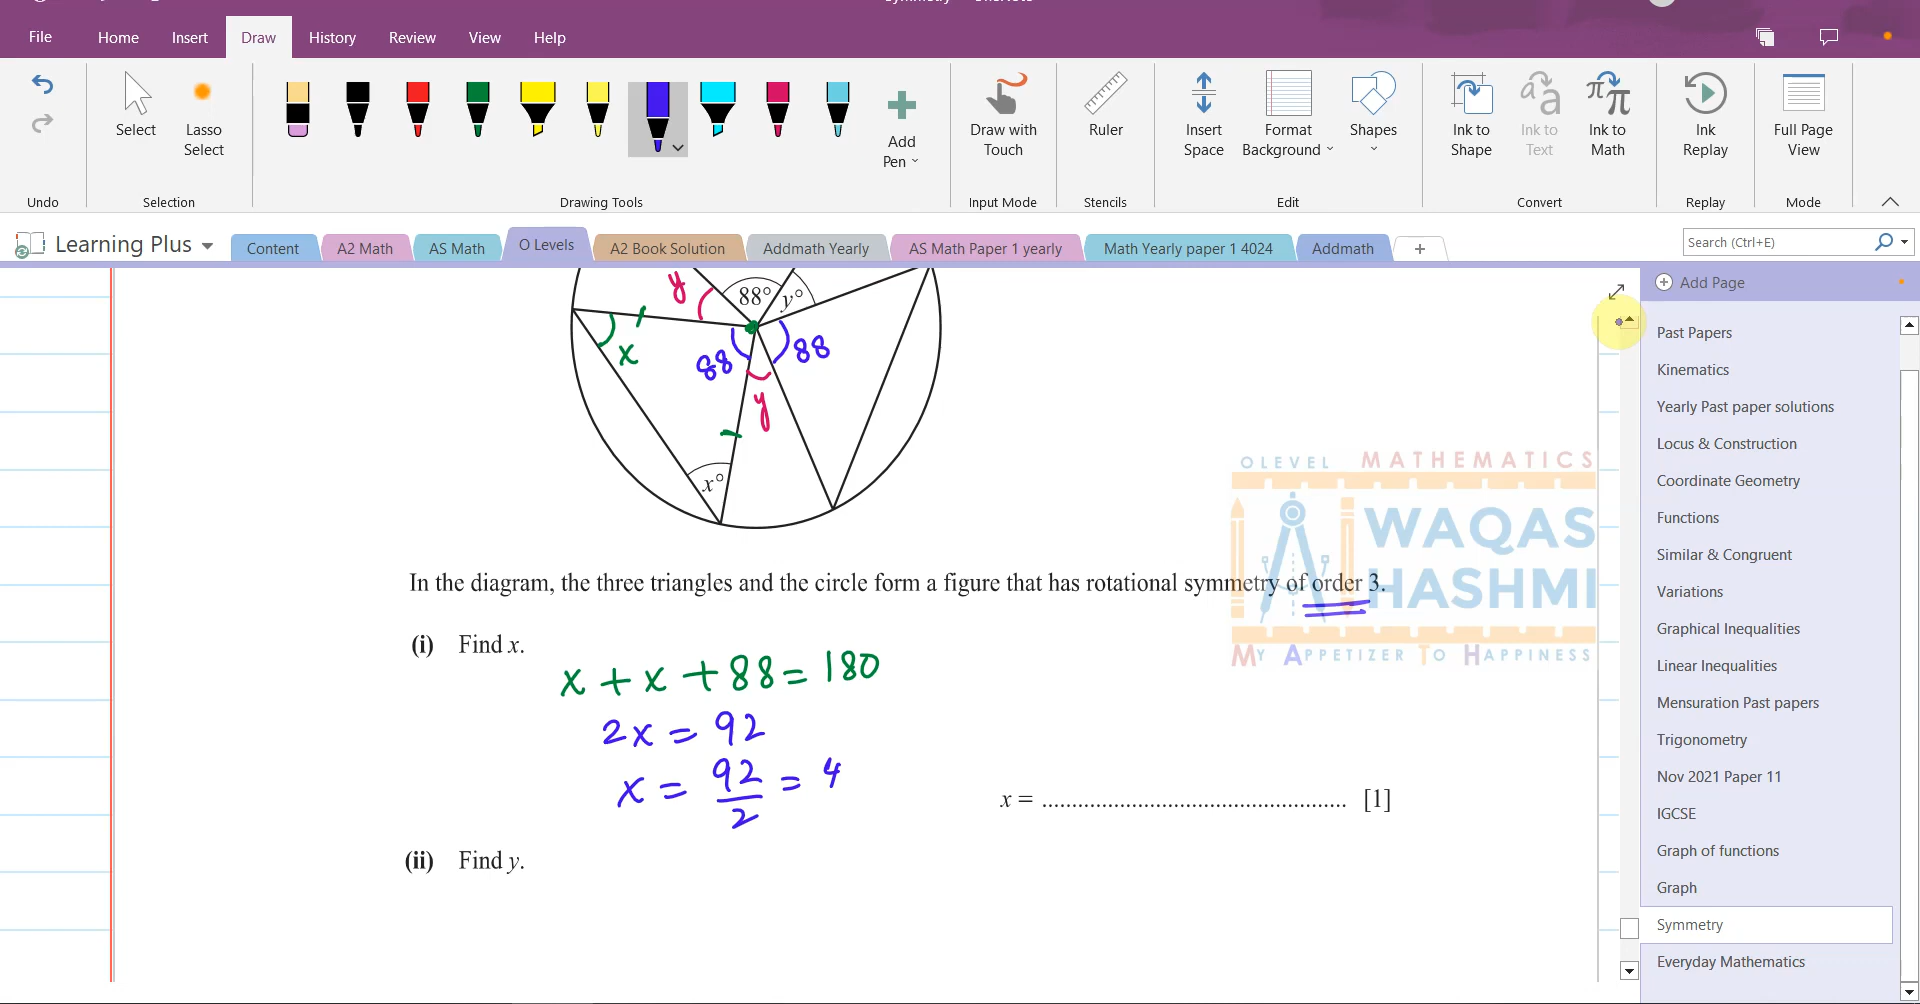 File Home Insert Draw History Review View Help
Select
Lasso Select
Add Pen
Draw with Touch
Ruler
Insert Space
Format Background
Shapes
Ink to Shape
Ink to Text
Ink to Math
Ink Replay
Full Page View
Undo Selection Drawing Tools Input Mode Stencils Edit Convert Replay Mode
Learning Plus Content A2 Math AS Math O Levels A2 Book Solution Addmath Yearly AS Math Paper 1 yearly Math Yearly paper 1 4024 Addmath + Search (Ctrl+E)
Add Page
Past Papers
Kinematics
Yearly Past paper solutions
Locus & Construction
Coordinate Geometry
Functions
Similar & Congruent
Variations
Graphical Inequalities
Linear Inequalities
Mensuration Past papers
Trigonometry
Nov 2021 Paper 11
IGCSE
Graph of functions
Graph
Symmetry
Everyday Mathematics
y 88° y°
x 88 88
y
x°
OLEVEL MATHEMATICS
WAQAS
HASHMI
MY APPETIZER TO HAPPINESS
In the diagram, the three triangles and the circle form a figure that has rotational symmetry of order 3.
(i) Find x.
x + x + 88 = 180
2x = 92
x = 92/2 = 4
x = .................................................. [1]
(ii) Find y.